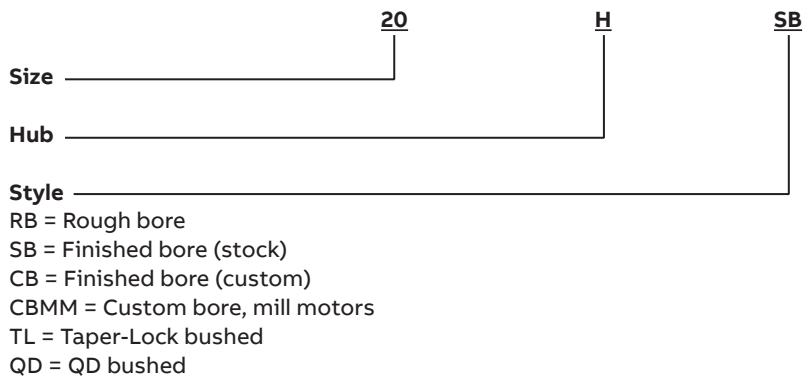 20 H SB
Size
Hub
Style
RB = Rough bore
SB = Finished bore (stock)
CB = Finished bore (custom)
CBMM = Custom bore, mill motors
TL = Taper-Lock bushed
QD = QD bushed